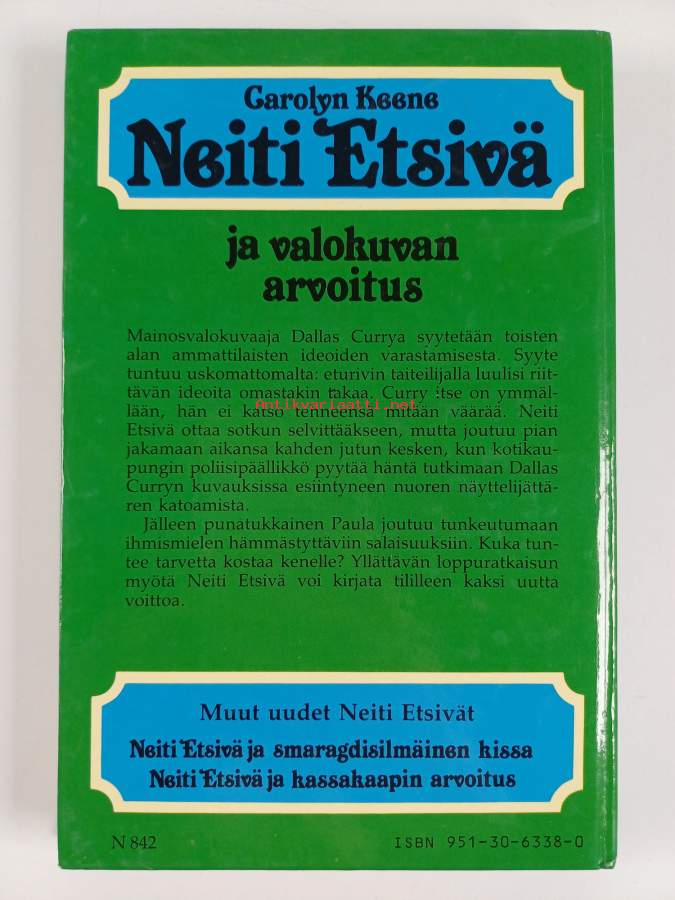 Carolyn Keene
Neiti Etsivä
ja valokuvan
arvoitus
Mainosvalokuvaaja Dallas Currya syytetään toisten
alan ammattilaisten ideoiden varastamisesta. Syyte
tuntuu uskomattomalta: eturivin taiteilijalla luulisi riit-
tävän ideoita omastakin takaa. Curry itse on ymmäl-
Antikvariaatti.net
lään, hän ei katso tehneensä mitään väärää. Neiti
Etsivä ottaa sotkun selvittääkseen, mutta joutuu pian
jakamaan aikansa kahden jutun kesken, kun kotikau-
pungin poliisipäällikkö pyytää häntä tutkimaan Dallas
Curryn kuvauksissa esiintyneen nuoren näyttelijättä-
ren katoamista.
Jälleen punatukkainen Paula joutuu tunkeutumaan
ihmismielen hämmästyttäviin salaisuuksiin. Kuka tun-
tee tarvetta kostaa kenelle? Yllättävän loppuratkaisun
myötä Neiti Etsivä voi kirjata tililleen kaksi uutta
voittoa.
Muut uudet Neiti Etsivät
Neiti Etsivä ja smaragdisilmäinen kissa
Neiti Etsivä ja kassakaapin arvoitus
N 842
ISBN 951-30-6338-0